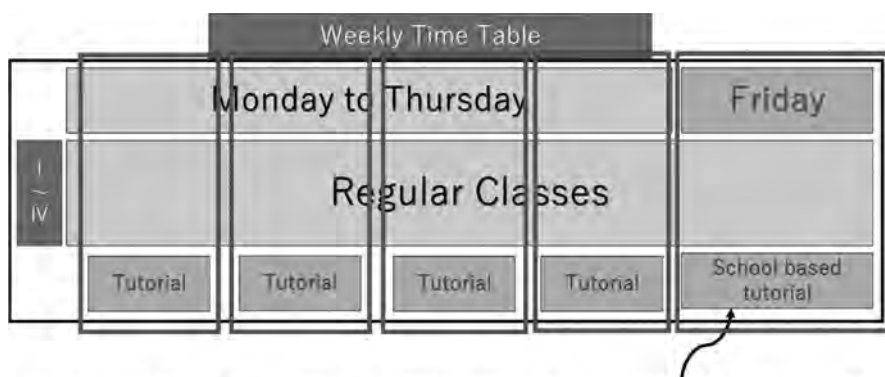 Weekly Time Table
Monday to Thursday
Friday
I
~
iv
Regular Classes
Tutorial
Tutorial
Tutorial
Tutorial
School based
tutorial